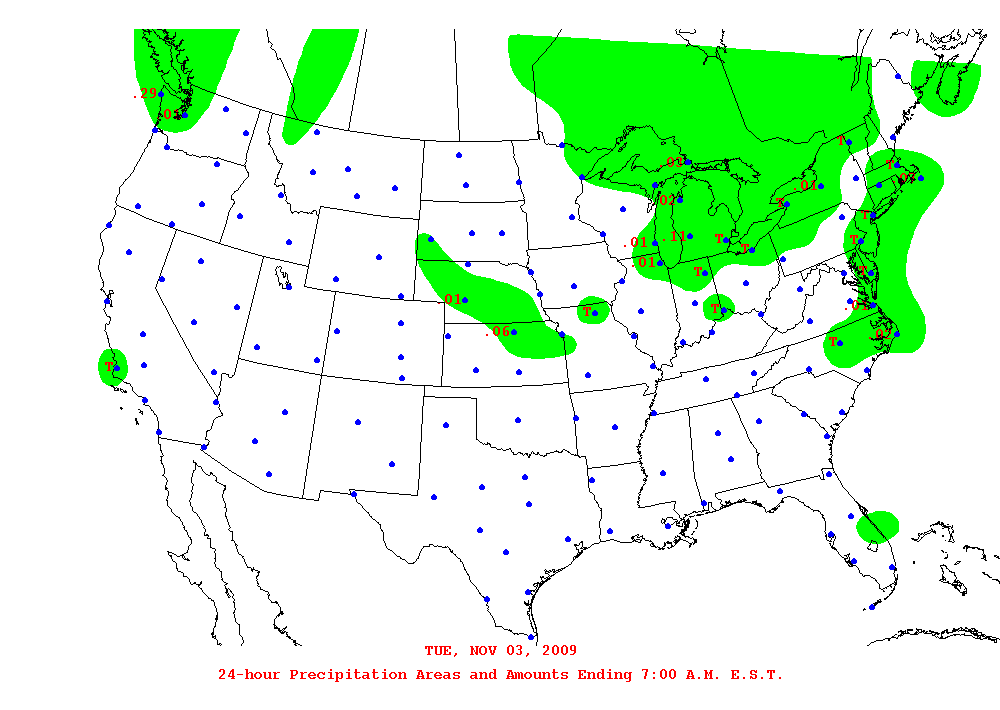 .29
.01
T
.01
T
.01
.01
T
.02
T
.01
.11
T
T
T
.01
T
T
.01
T
T
.01
.06
.02
T
T
TUE, NOV 03, 2009
24-hour Precipitation Areas and Amounts Ending 7:00 A.M. E.S.T.